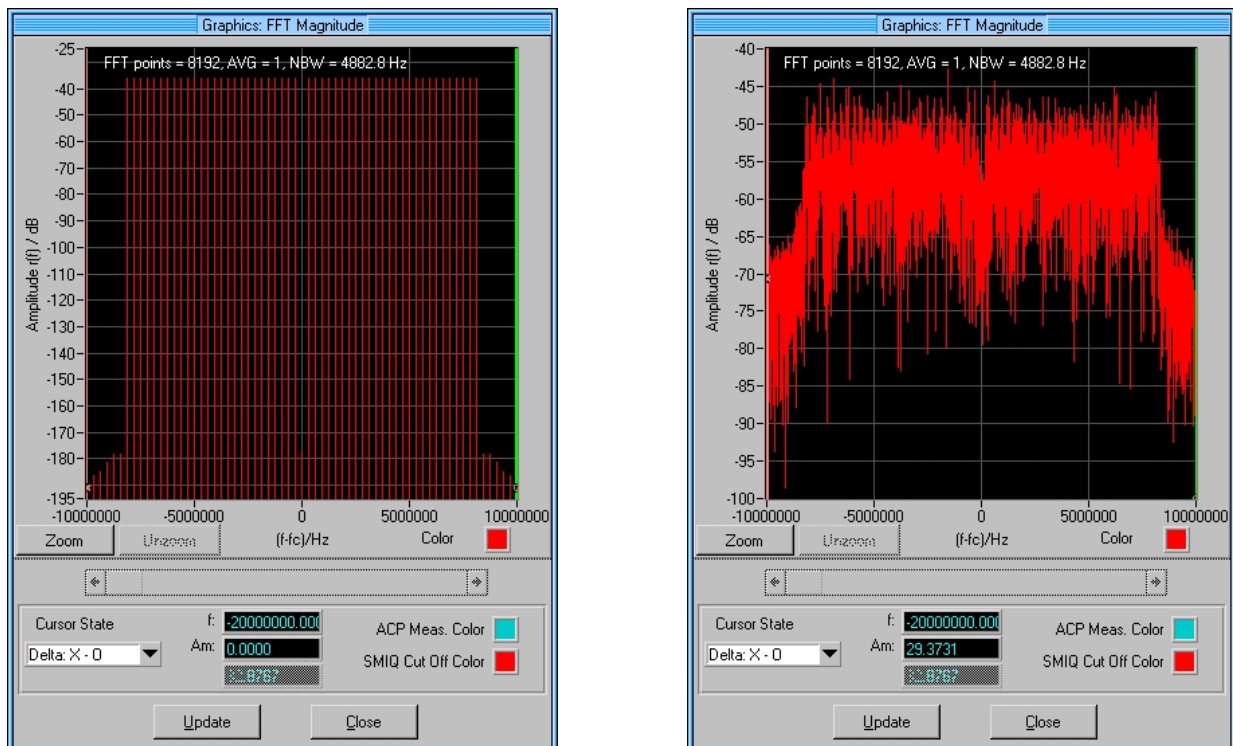 Graphics: FFT Magnitude
FFT points = 8192, AVG = 1, NBW = 4882.8 Hz
Amplitude r(f) / dB
-25
-40
-50
-60
-70
-80
-90
-100
-110
-120
-130
-140
-150
-160
-170
-180
-195
-10000000
-5000000
0
5000000
10000000
Zoom
Unzoom
(f-fc)/Hz
Color
Cursor State
Delta: X - O
f:
-20000000.00
Am:
0.0000
ACP Meas. Color
SMIQ Cut Off Color
Update
Close
Graphics: FFT Magnitude
FFT points = 8192, AVG = 1, NBW = 4882.8 Hz
Amplitude r(f) / dB
-40
-45
-50
-55
-60
-65
-70
-75
-80
-85
-90
-95
-100
-10000000
-5000000
0
5000000
10000000
Zoom
Unzoom
(f-fc)/Hz
Color
Cursor State
Delta: X - O
f:
-20000000.00
Am:
29.3731
ACP Meas. Color
SMIQ Cut Off Color
Update
Close